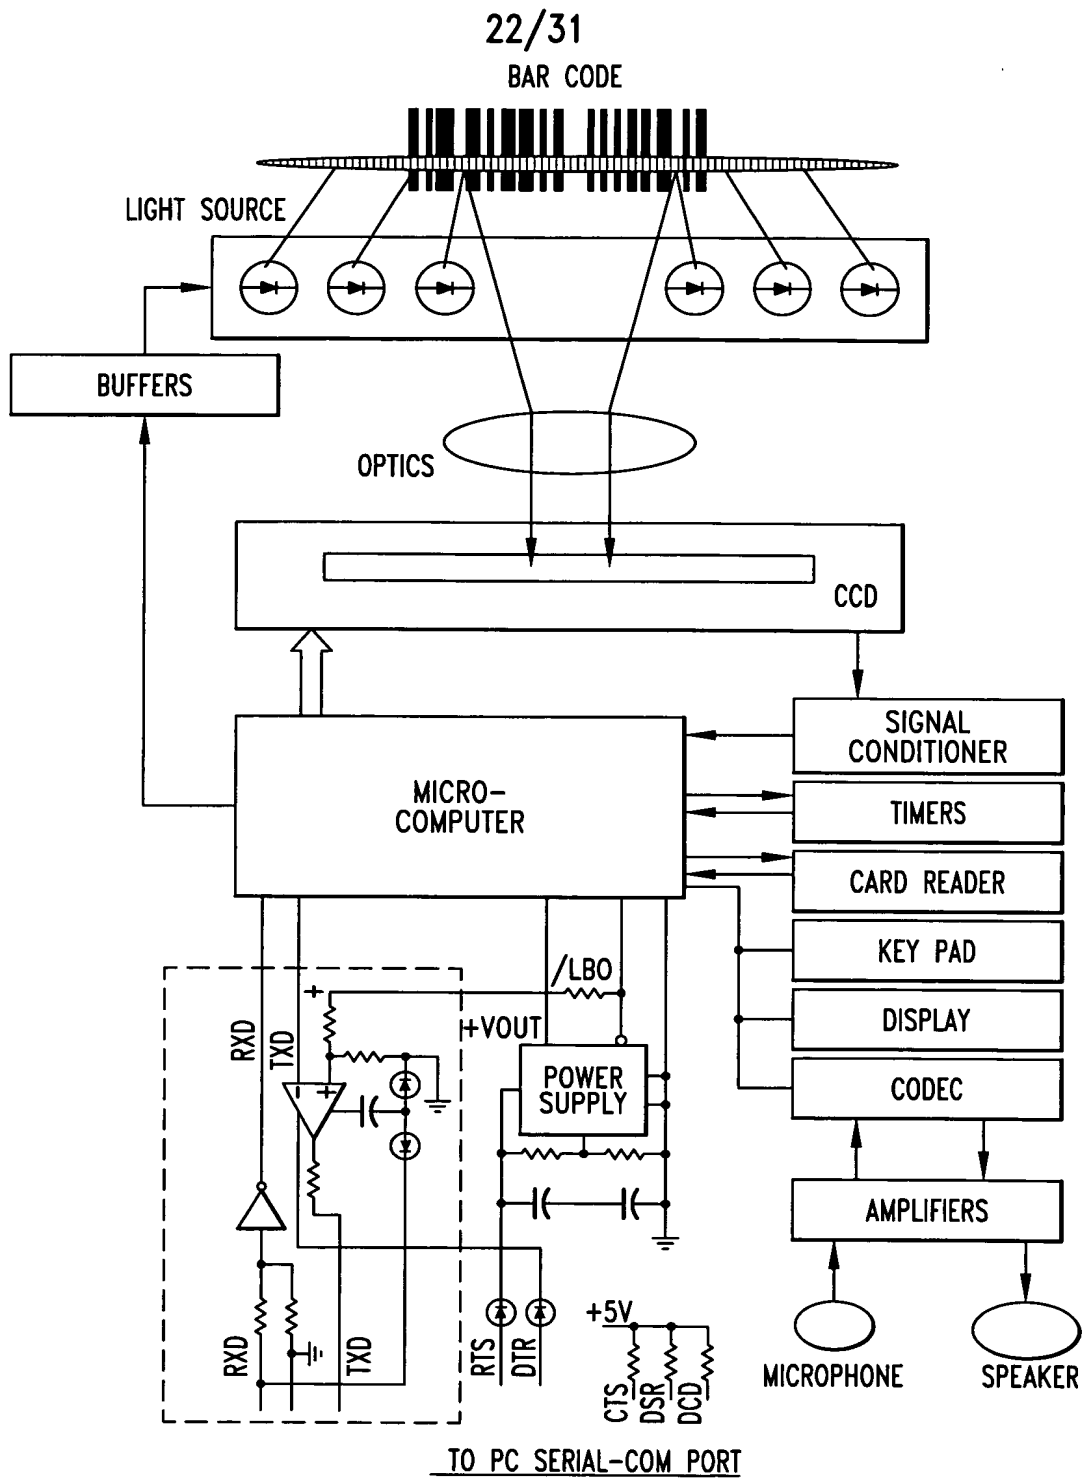 22/31
BAR CODE
LIGHT SOURCE
BUFFERS
OPTICS
CCD
SIGNAL
CONDITIONER
MICRO-
COMPUTER
TIMERS
CARD READER
KEY PAD
DISPLAY
CODEC
AMPLIFIERS
MICROPHONE
SPEAKER
/LBO
+
RXD
TXD
+VOUT
- +
POWER
SUPPLY
RXD
TXD
RTS
DTR
+5V
CTS
DSR
DCD
TO PC SERIAL-COM PORT